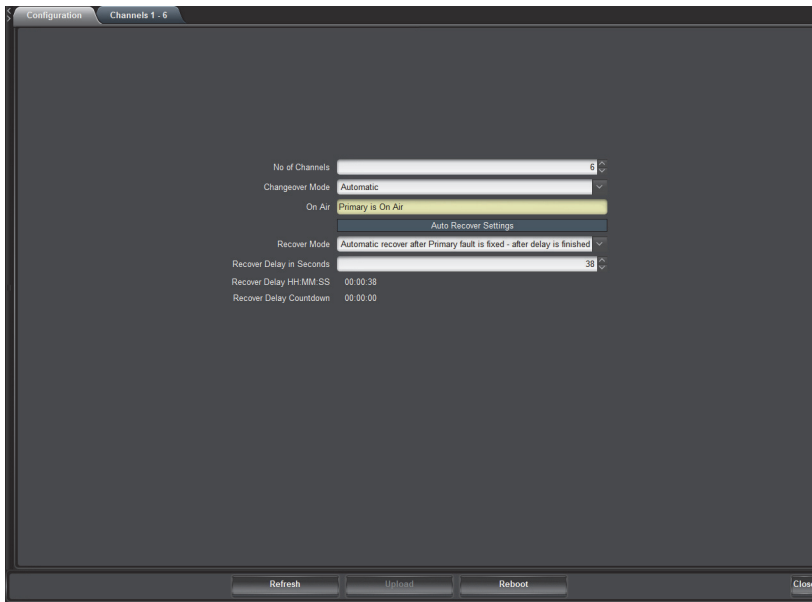 Configuration Channels 1 - 6
No of Channels 6
Changeover Mode Automatic
On Air Primary is On Air
Auto Recover Settings
Recover Mode Automatic recover after Primary fault is fixed - after delay is finished
Recover Delay in Seconds 38
Recover Delay HH:MM:SS 00:00:38
Recover Delay Countdown 00:00:00
Refresh Upload Reboot Close